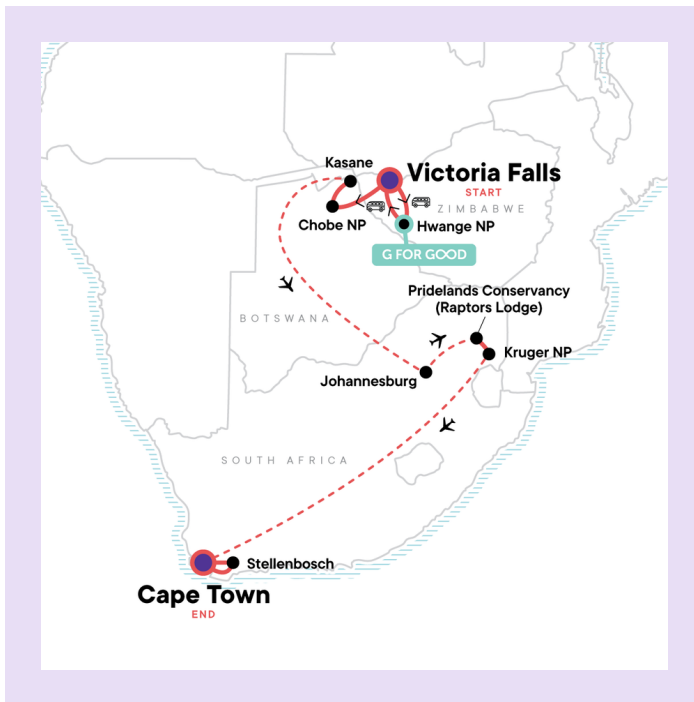 Kasane
Victoria Falls
START
ZIMBABWE
Chobe NP
Hwange NP
G FOR GOOD
Pridelands Conservancy
(Raptors Lodge)
BOTSWANA
Kruger NP
Johannesburg
SOUTH AFRICA
Stellenbosch
Cape Town
END